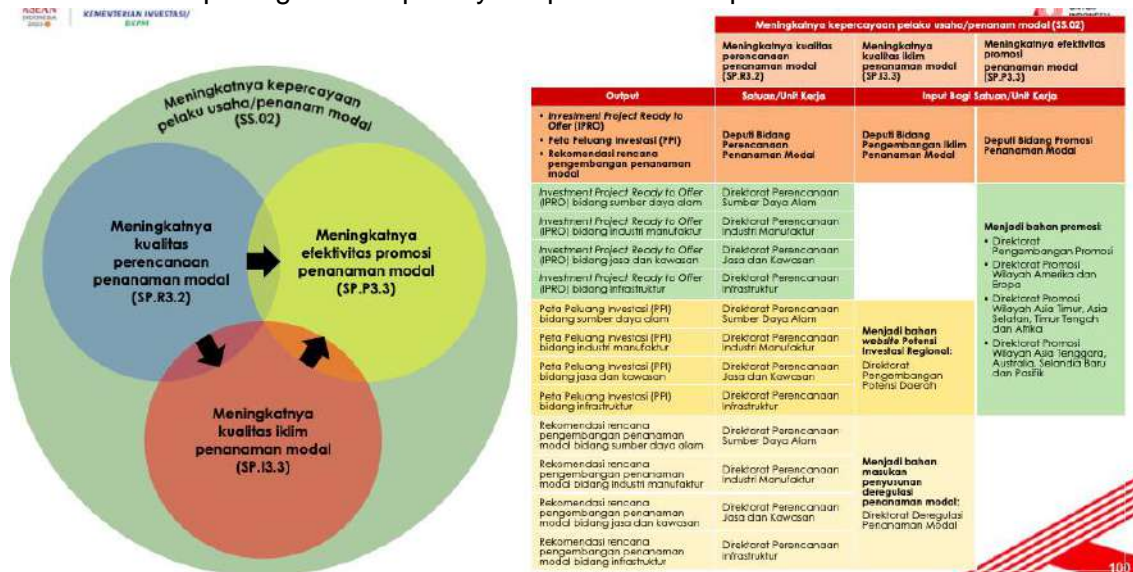 ASEAN
INDONESIA
2023
KEMENTERIAN INVESTASI/
BKPM
Meningkatnya kepercayaan
pelaku usaha/penanam modal
(SS.02)
Meningkatnya
kualitas
perencanaan
penanaman modal
(SP.R3.2)
Meningkatnya
efektivitas promosi
penanaman modal
(SP.P3.3)
Meningkatnya
kualitas iklim
penanaman modal
(SP.I3.3)
Meningkatnya kepercayaan pelaku usaha/penanam modal (SS.02)
Meningkatnya kualitas
perencanaan
penanaman modal
(SP.R3.2)
Meningkatnya
kualitas iklim
penanaman modal
(SP.I3.3)
Meningkatnya efektivitas
promosi
penanaman modal
(SP.P3.3)
Output
Satuan/Unit Kerja
Input Bagi Satuan/Unit Kerja
• Investment Project Ready to
Offer (IPRO)
• Peta Peluang Investasi (PPI)
• Rekomendasi rencana
pengembangan penanaman
modal
Deputi Bidang
Perencanaan
Penanaman Modal
Deputi Bidang
Pengembangan Iklim
Penanaman Modal
Deputi Bidang Promosi
Penanaman Modal
Investment Project Ready to Offer
(IPRO) bidang sumber daya alam
Direktorat Perencanaan
Sumber Daya Alam
Investment Project Ready to Offer
(IPRO) bidang industri manufaktur
Direktorat Perencanaan
Industri Manufaktur
Investment Project Ready to Offer
(IPRO) bidang jasa dan kawasan
Direktorat Perencanaan
Jasa dan Kawasan
Investment Project Ready to Offer
(IPRO) bidang infrastruktur
Direktorat Perencanaan
Infrastruktur
Peta Peluang Investasi (PPI)
bidang sumber daya alam
Direktorat Perencanaan
Sumber Daya Alam
Peta Peluang Investasi (PPI)
bidang industri manufaktur
Direktorat Perencanaan
Industri Manufaktur
Peta Peluang Investasi (PPI)
bidang jasa dan kawasan
Direktorat Perencanaan
Jasa dan Kawasan
Peta Peluang Investasi (PPI)
bidang infrastruktur
Direktorat Perencanaan
Infrastruktur
Menjadi bahan
website Potensi
Investasi Regional:
Direktorat
Pengembangan
Potensi Daerah
Menjadi bahan promosi:
• Direktorat
Pengembangan Promosi
• Direktorat Promosi
Wilayah Amerika dan
Eropa
• Direktorat Promosi
Wilayah Asia Timur, Asia
Selatan, Timur Tengah
dan Afrika
• Direktorat Promosi
Wilayah Asia Tenggara,
Australia, Selandia Baru
dan Pasifik
Rekomendasi rencana
pengembangan penanaman
modal bidang sumber daya alam
Direktorat Perencanaan
Sumber Daya Alam
Rekomendasi rencana
pengembangan penanaman
modal bidang industri manufaktur
Direktorat Perencanaan
Industri Manufaktur
Rekomendasi rencana
pengembangan penanaman
modal bidang jasa dan kawasan
Direktorat Perencanaan
Jasa dan Kawasan
Rekomendasi rencana
pengembangan penanaman
modal bidang infrastruktur
Direktorat Perencanaan
Infrastruktur
Menjadi bahan
masukan
penyusunan
deregulasi
penanaman modal:
Direktorat Deregulasi
Penanaman Modal
100